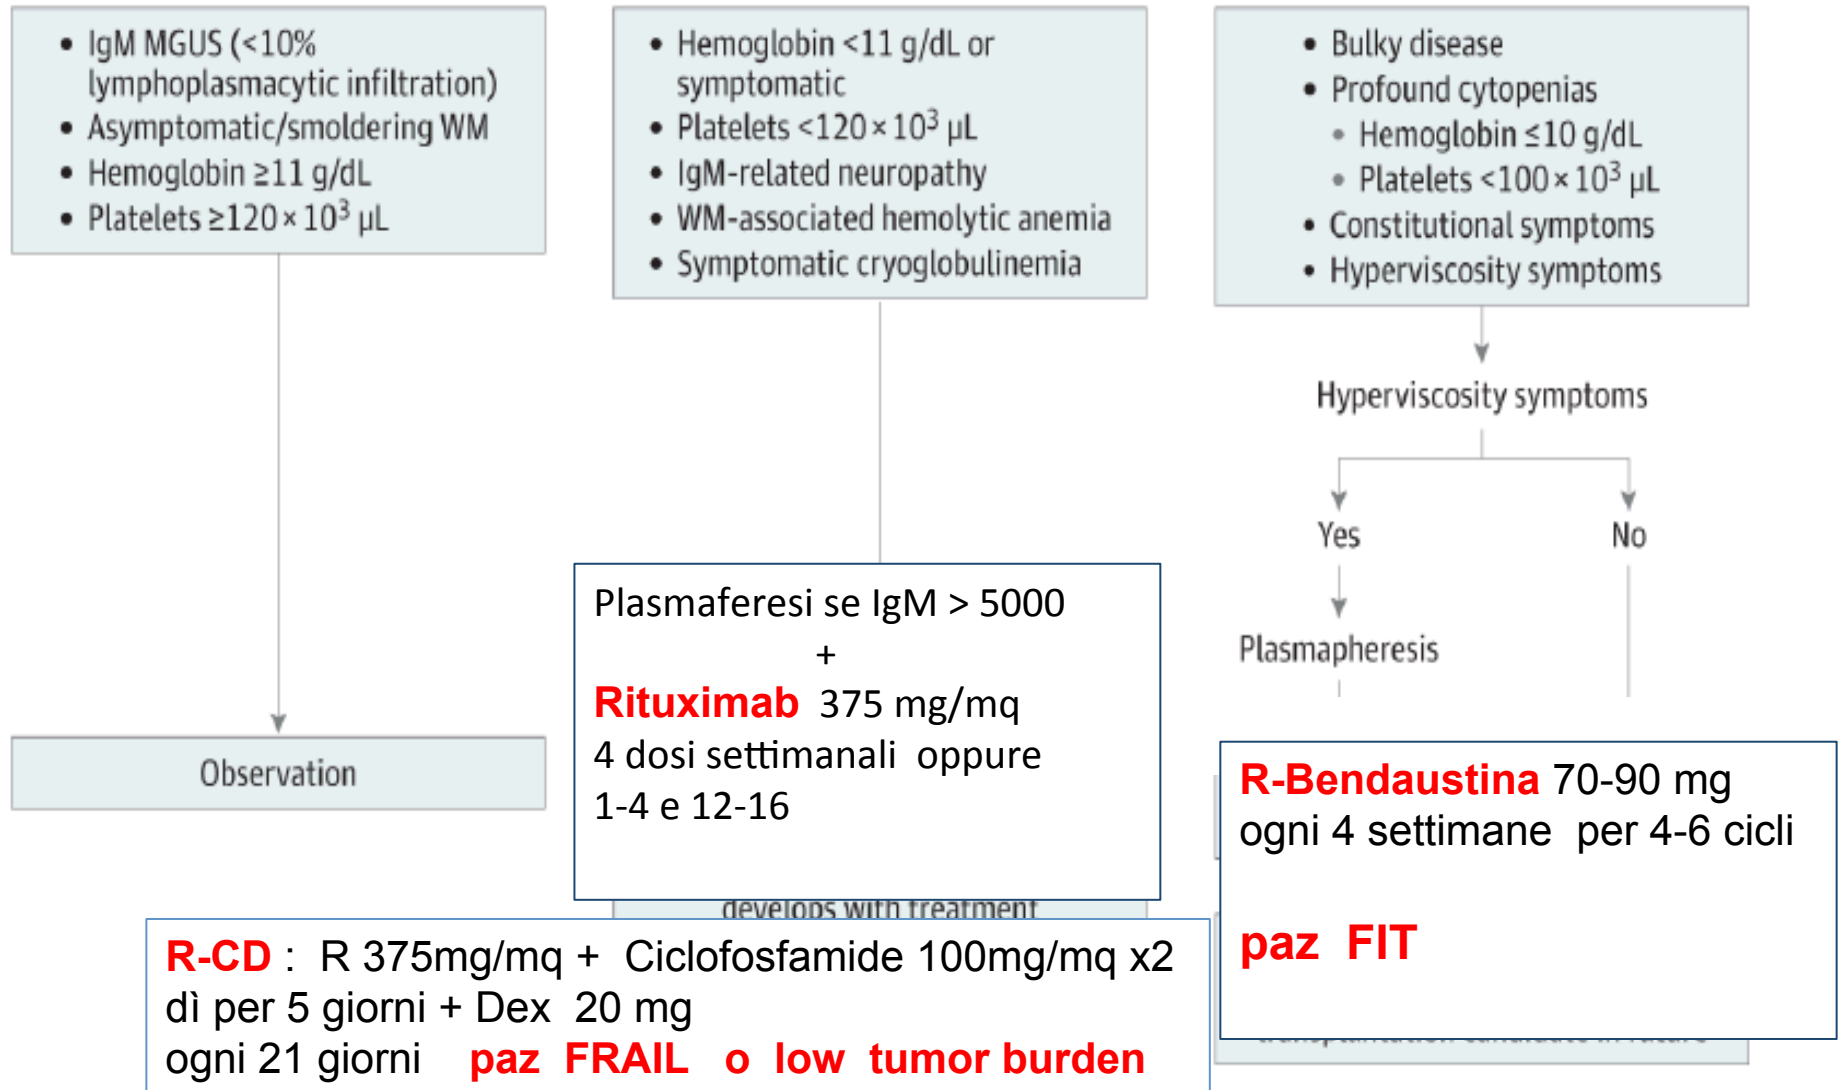 • IgM MGUS (<10%
lymphoplasmacytic infiltration)
• Asymptomatic/smoldering WM
• Hemoglobin ≥11 g/dL
• Platelets ≥120 × 10³ µL
Observation
• Hemoglobin <11 g/dL or
symptomatic
• Platelets <120 × 10³ µL
• IgM-related neuropathy
• WM-associated hemolytic anemia
• Symptomatic cryoglobulinemia
Plasmaferesi se IgM > 5000
+
Rituximab 375 mg/mq
4 dosi settimanali oppure
1-4 e 12-16
develops with treatment
R-CD : R 375mg/mq + Ciclofosfamide 100mg/mq x2
dì per 5 giorni + Dex 20 mg
ogni 21 giorni paz FRAIL o low tumor burden
• Bulky disease
• Profound cytopenias
• Hemoglobin ≤10 g/dL
• Platelets <100 × 10³ µL
• Constitutional symptoms
• Hyperviscosity symptoms
Hyperviscosity symptoms
Yes
No
Plasmapheresis
R-Bendaustina 70-90 mg
ogni 4 settimane per 4-6 cicli
paz FIT